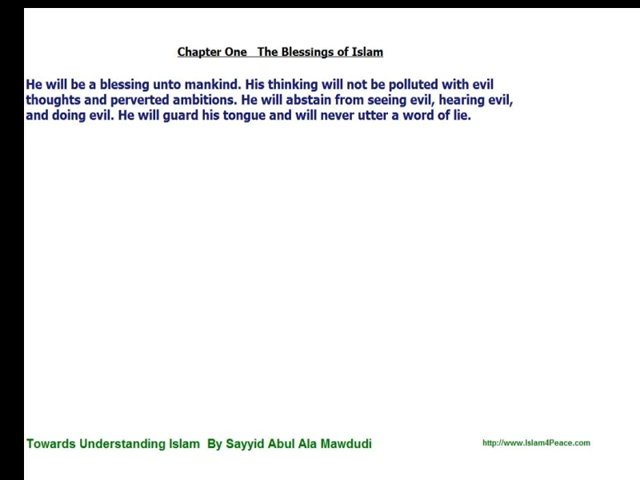 Chapter One   The Blessings of Islam
He will be a blessing unto mankind. His thinking will not be polluted with evil
thoughts and perverted ambitions. He will abstain from seeing evil, hearing evil,
and doing evil. He will guard his tongue and will never utter a word of lie.
Towards Understanding Islam  By Sayyid Abul Ala Mawdudi
http://www.Islam4Peace.com